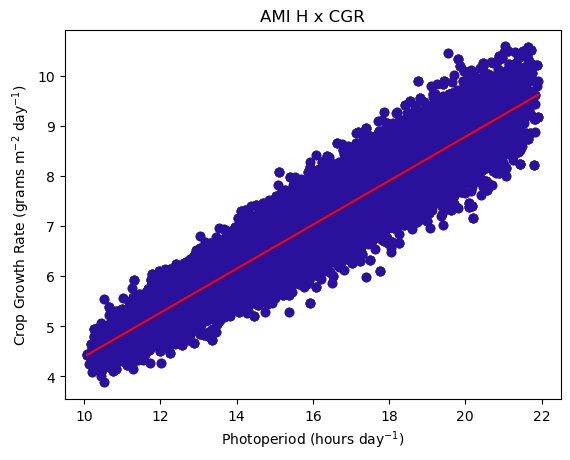 AMI H x CGR
Crop Growth Rate (grams m⁻² day⁻¹)
10
9
8
7
6
5
4
10 12 14 16 18 20 22
Photoperiod (hours day⁻¹)